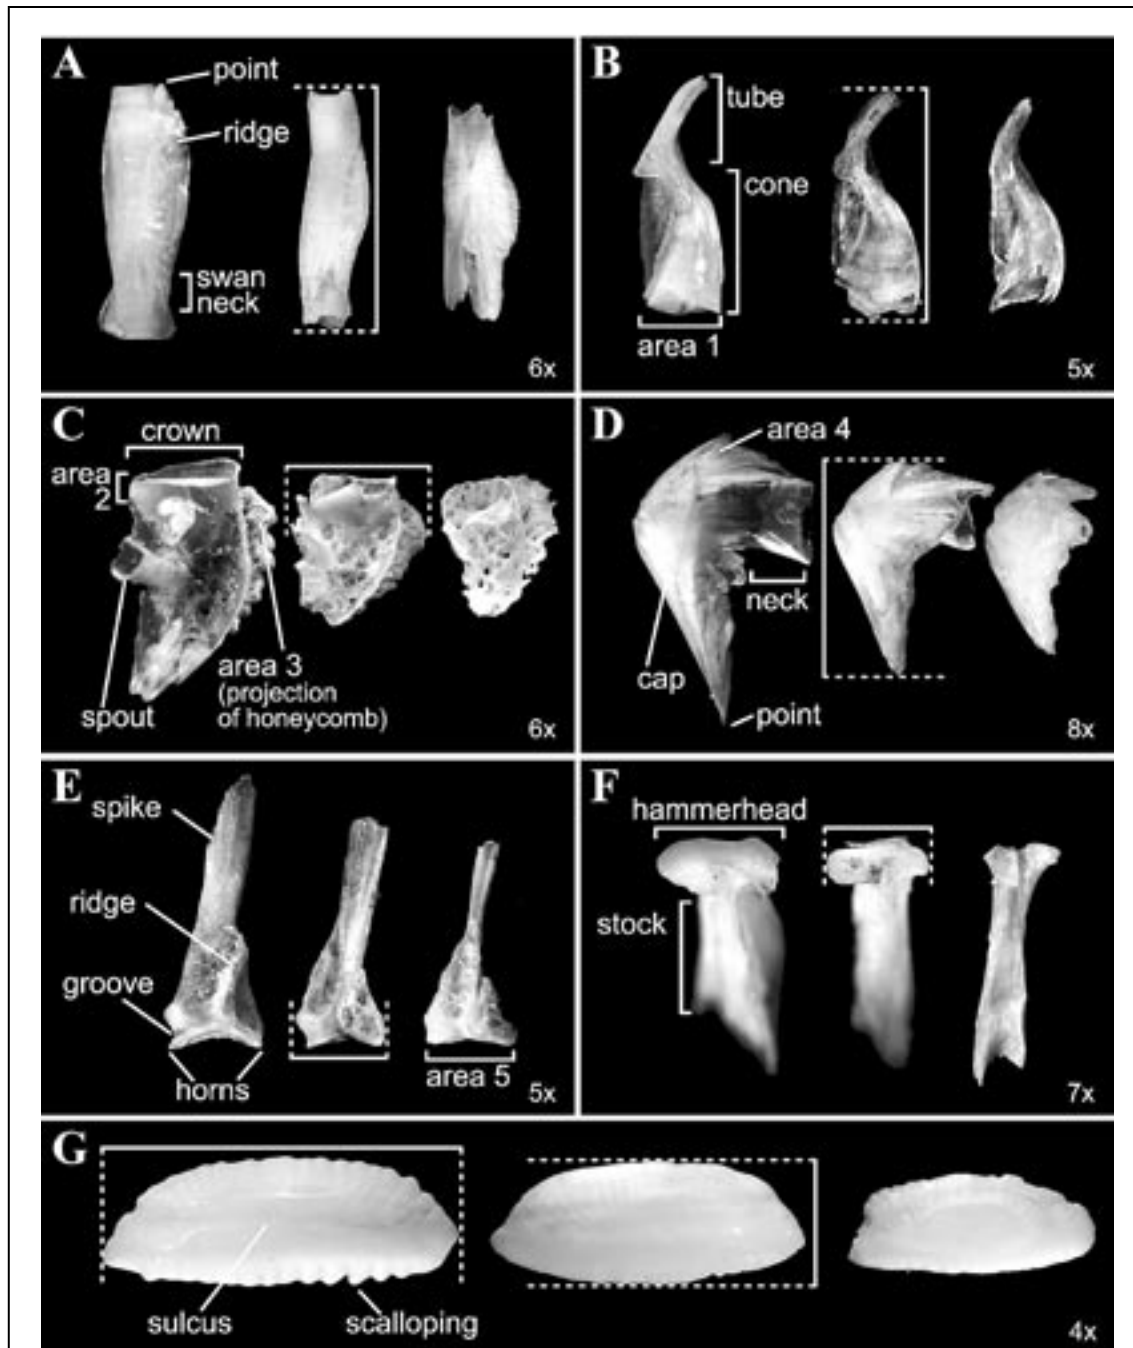 A
point
ridge
swan
neck
6x
B
tube
cone
area 1
5x
C
crown
area
2
area 3
(projection
of honeycomb)
spout
6x
D
area 4
neck
cap
point
8x
E
spike
ridge
groove
horns
area 5
5x
F
hammerhead
stock
7x
G
sulcus
scalloping
4x